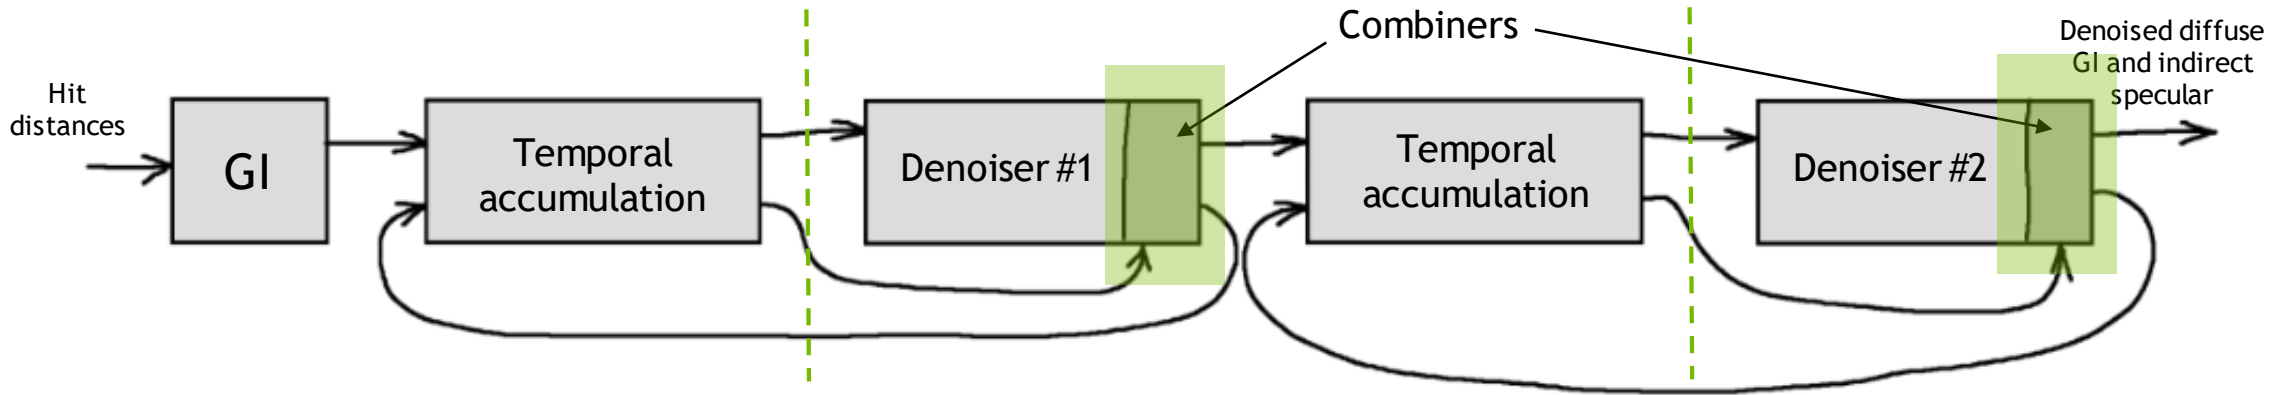 Hit
distances
GI
Temporal
accumulation
Denoiser #1
Combiners
Temporal
accumulation
Denoiser #2
Denoised diffuse
GI and indirect
specular